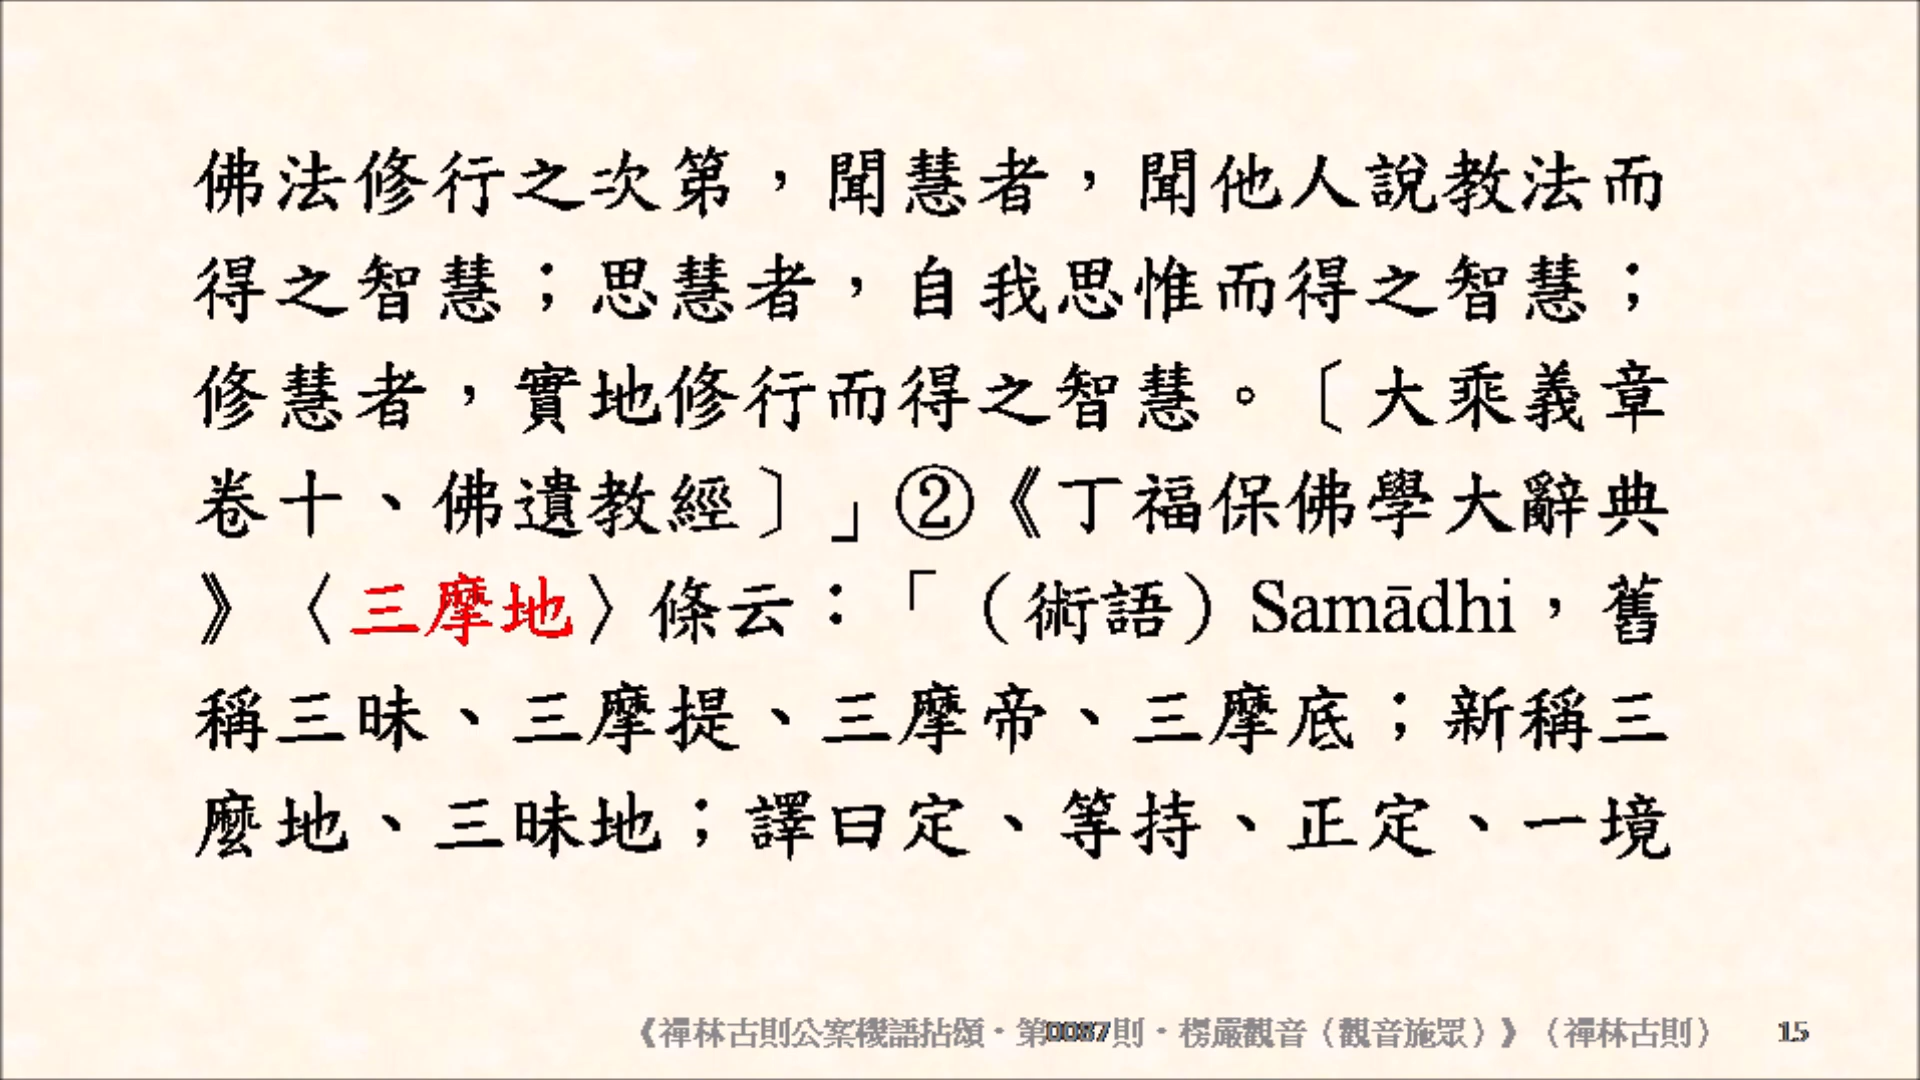 佛法修行之次第，聞慧者，聞他人說教法而
得之智慧；思慧者，自我思惟而得之智慧；
修慧者，實地修行而得之智慧。〔大乘義章
卷十、佛遺教經〕」②《丁福保佛學大辭典
》〈三摩地〉條云：「（術語）Samādhi，舊
稱三昧、三摩提、三摩帝、三摩底；新稱三
麼地、三昧地；譯曰定、等持、正定、一境
《禪林古則公案機語拈頌・第0087則・楞嚴觀音（觀音施眾）》（禪林古則） 15